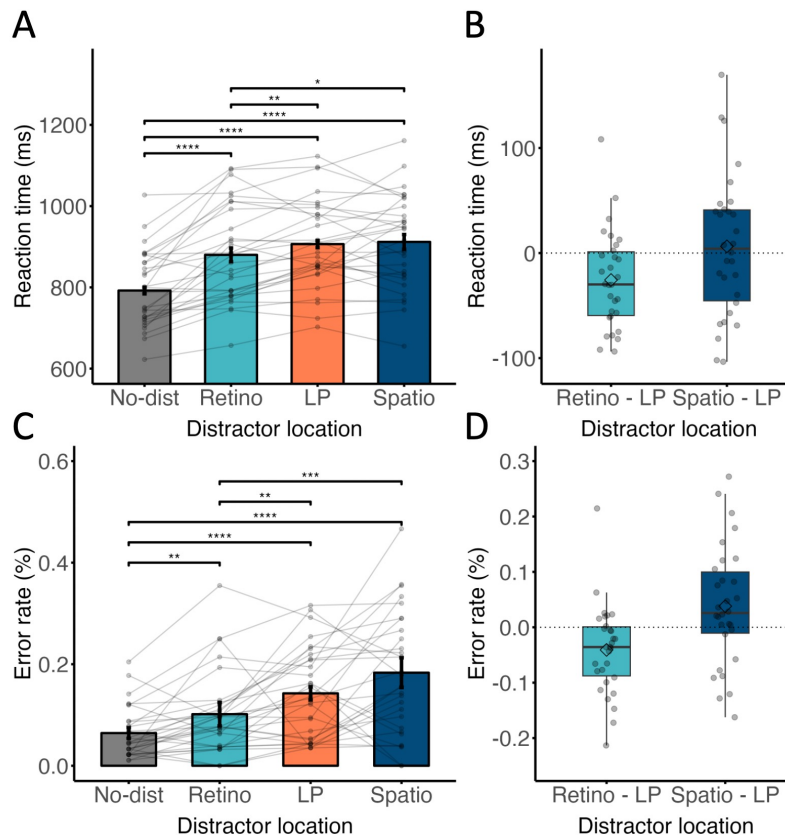 A
Reaction time (ms)
1200
1000
800
600
*
**
****
****
****
No-dist Retino LP Spatio
Distractor location
B
Reaction time (ms)
100
0
-100
Retino - LP Spatio - LP
Distractor location
C
Error rate (%)
0.6
0.4
0.2
0.0
***
**
****
****
**
No-dist Retino LP Spatio
Distractor location
D
Error rate (%)
0.3
0.2
0.1
0.0
-0.1
-0.2
Retino - LP Spatio - LP
Distractor location